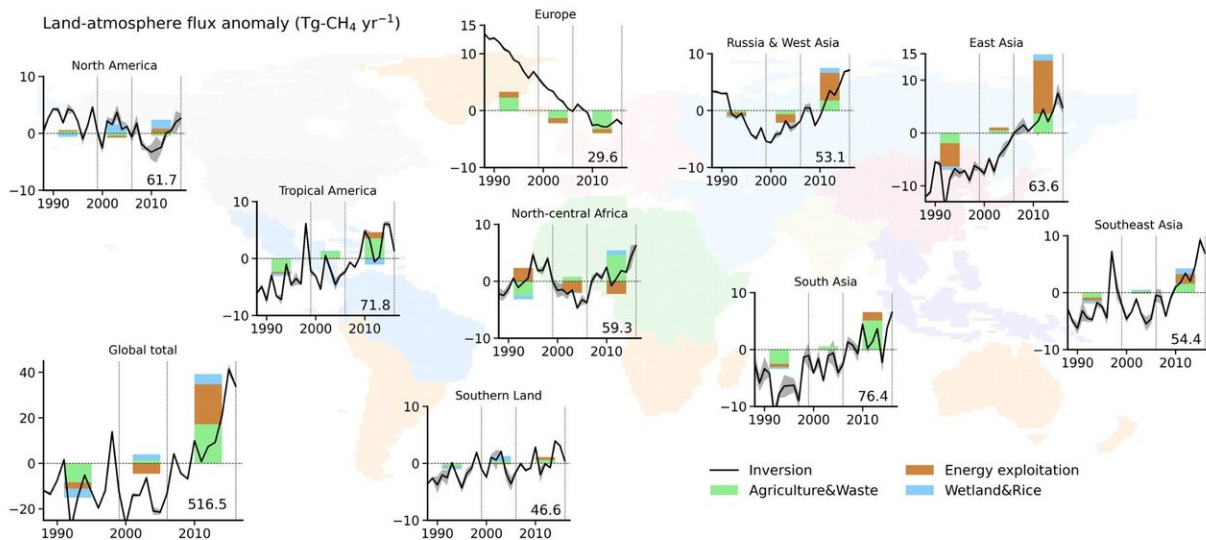 Land-atmosphere flux anomaly (Tg-CH₄ yr⁻¹)
North America
10
0
−10
1990 2000 2010
61.7
Europe
15
10
0
−10
1990 2000 2010
29.6
Russia & West Asia
10
0
−10
1990 2000 2010
53.1
East Asia
15
10
0
−10
1990 2000 2010
63.6
Tropical America
10
0
−10
1990 2000 2010
71.8
North-central Africa
10
0
−10
1990 2000 2010
59.3
South Asia
10
0
−10
1990 2000 2010
76.4
Southeast Asia
10
0
−10
1990 2000 2010
54.4
Global total
40
20
0
−20
1990 2000 2010
516.5
Southern Land
10
0
−10
1990 2000 2010
46.6
Inversion
Agriculture&Waste
Energy exploitation
Wetland&Rice